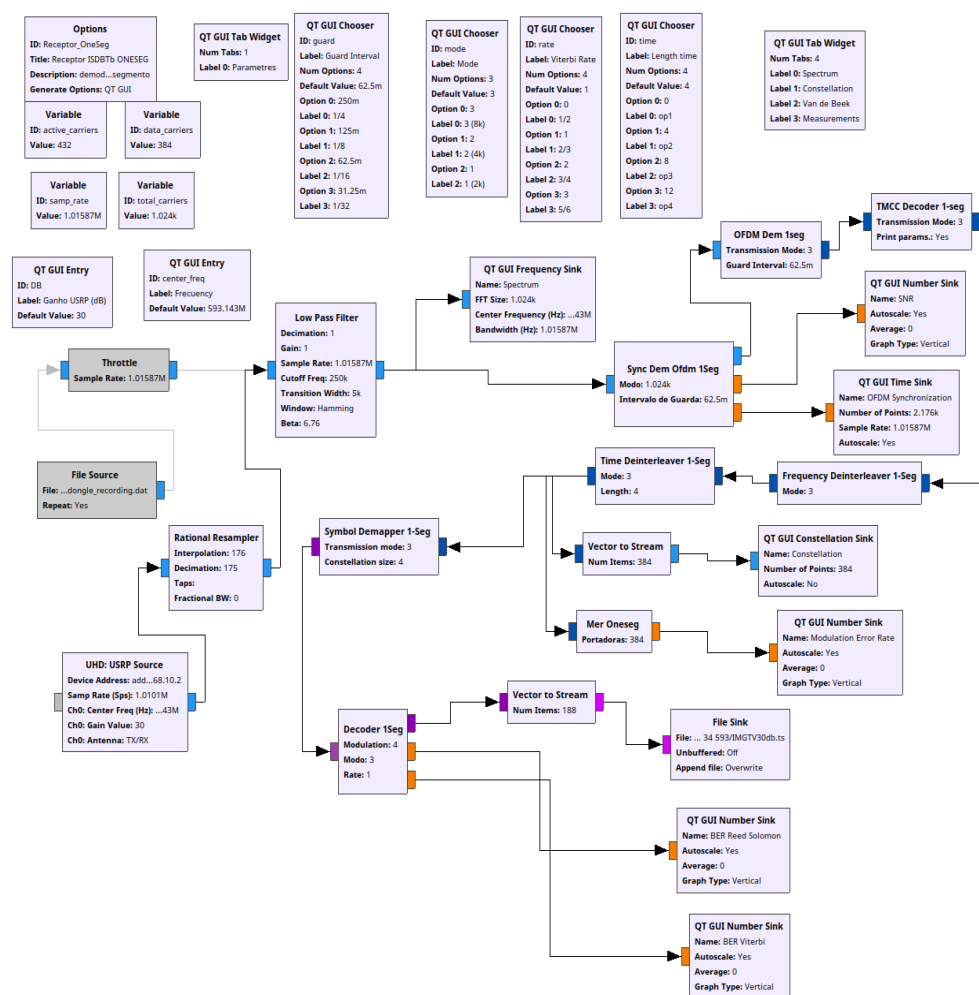 Options
ID: Receptor_OneSeg
Title: Receptor ISDBTb ONESEG
Description: demod...segmento
Generate Options: QT GUI
QT GUI Tab Widget
Num Tabs: 1
Label 0: Parametres
QT GUI Chooser
ID: guard
Label: Guard Interval
Num Options: 4
Default Value: 62.5m
Option 0: 250m
Label 0: 1/4
Option 1: 125m
Label 1: 1/8
Option 2: 62.5m
Label 2: 1/16
Option 3: 31.25m
Label 3: 1/32
QT GUI Chooser
ID: mode
Label: Mode
Num Options: 3
Default Value: 3
Option 0: 3
Label 0: 3 (8k)
Option 1: 2
Label 1: 2 (4k)
Option 2: 1
Label 2: 1 (2k)
QT GUI Chooser
ID: rate
Label: Viterbi Rate
Num Options: 4
Default Value: 1
Option 0: 0
Label 0: 1/2
Option 1: 1
Label 1: 2/3
Option 2: 2
Label 2: 3/4
Option 3: 3
Label 3: 5/6
QT GUI Chooser
ID: time
Label: Length time
Num Options: 4
Default Value: 4
Option 0: 0
Label 0: op1
Option 1: 4
Label 1: op2
Option 2: 8
Label 2: op3
Option 3: 12
Label 3: op4
QT GUI Tab Widget
Num Tabs: 4
Label 0: Spectrum
Label 1: Constellation
Label 2: Van de Beek
Label 3: Measurements
Variable
ID: active_carriers
Value: 432
Variable
ID: data_carriers
Value: 384
Variable
ID: samp_rate
Value: 1.01587M
Variable
ID: total_carriers
Value: 1.024k
QT GUI Entry
ID: DB
Label: Ganho USRP (dB)
Default Value: 30
QT GUI Entry
ID: center_freq
Label: Frecuency
Default Value: 593.143M
OFDM Dem 1seg
Transmission Mode: 3
Guard Interval: 62.5m
TMCC Decoder 1-seg
Transmission Mode: 3
Print params.: Yes
QT GUI Frequency Sink
Name: Spectrum
FFT Size: 1.024k
Center Frequency (Hz): ...43M
Bandwidth (Hz): 1.01587M
QT GUI Number Sink
Name: SNR
Autoscale: Yes
Average: 0
Graph Type: Vertical
Low Pass Filter
Decimation: 1
Gain: 1
Sample Rate: 1.01587M
Cutoff Freq: 250k
Transition Width: 5k
Window: Hamming
Beta: 6.76
Throttle
Sample Rate: 1.01587M
Sync Dem Ofdm 1Seg
Modo: 1.024k
Intervalo de Guarda: 62.5m
QT GUI Time Sink
Name: OFDM Synchronization
Number of Points: 2.176k
Sample Rate: 1.01587M
Autoscale: Yes
File Source
File: ...dongle_recording.dat
Repeat: Yes
Time Deinterleaver 1-Seg
Mode: 3
Length: 4
Frequency Deinterleaver 1-Seg
Mode: 3
Rational Resampler
Interpolation: 176
Decimation: 175
Taps:
Fractional BW: 0
Symbol Demapper 1-Seg
Transmission mode: 3
Constellation size: 4
Vector to Stream
Num Items: 384
QT GUI Constellation Sink
Name: Constellation
Number of Points: 384
Autoscale: No
Mer Oneseg
Portadoras: 384
QT GUI Number Sink
Name: Modulation Error Rate
Autoscale: Yes
Average: 0
Graph Type: Vertical
UHD: USRP Source
Device Address: add...68.10.2
Samp Rate (Sps): 1.0101M
Ch0: Center Freq (Hz): ...43M
Ch0: Gain Value: 30
Ch0: Antenna: TX/RX
Vector to Stream
Num Items: 188
Decoder 1Seg
Modulation: 4
Modo: 3
Rate: 1
File Sink
File: ... 34 593/IMGTV30db.ts
Unbuffered: Off
Append file: Overwrite
QT GUI Number Sink
Name: BER Reed Solomon
Autoscale: Yes
Average: 0
Graph Type: Vertical
QT GUI Number Sink
Name: BER Viterbi
Autoscale: Yes
Average: 0
Graph Type: Vertical